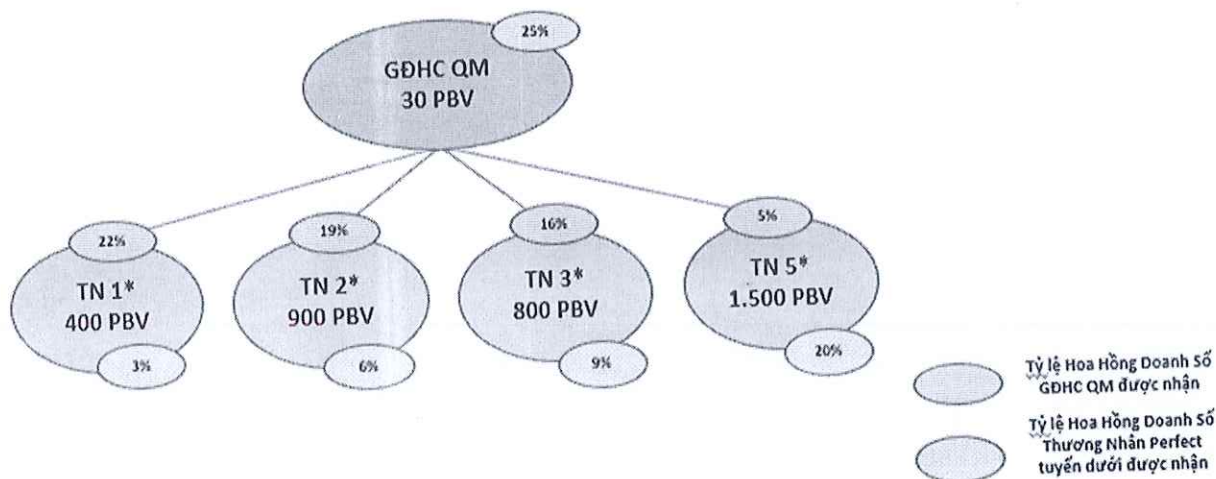 25%
GĐHC QM
30 PBV
22%
19%
16%
5%
TN 1*
400 PBV
TN 2*
900 PBV
TN 3*
800 PBV
TN 5*
1.500 PBV
3%
6%
9%
20%
Tỷ lệ Hoa Hồng Doanh Số
GĐHC QM được nhận
Tỷ lệ Hoa Hồng Doanh Số
Thương Nhân Perfect
tuyến dưới được nhận